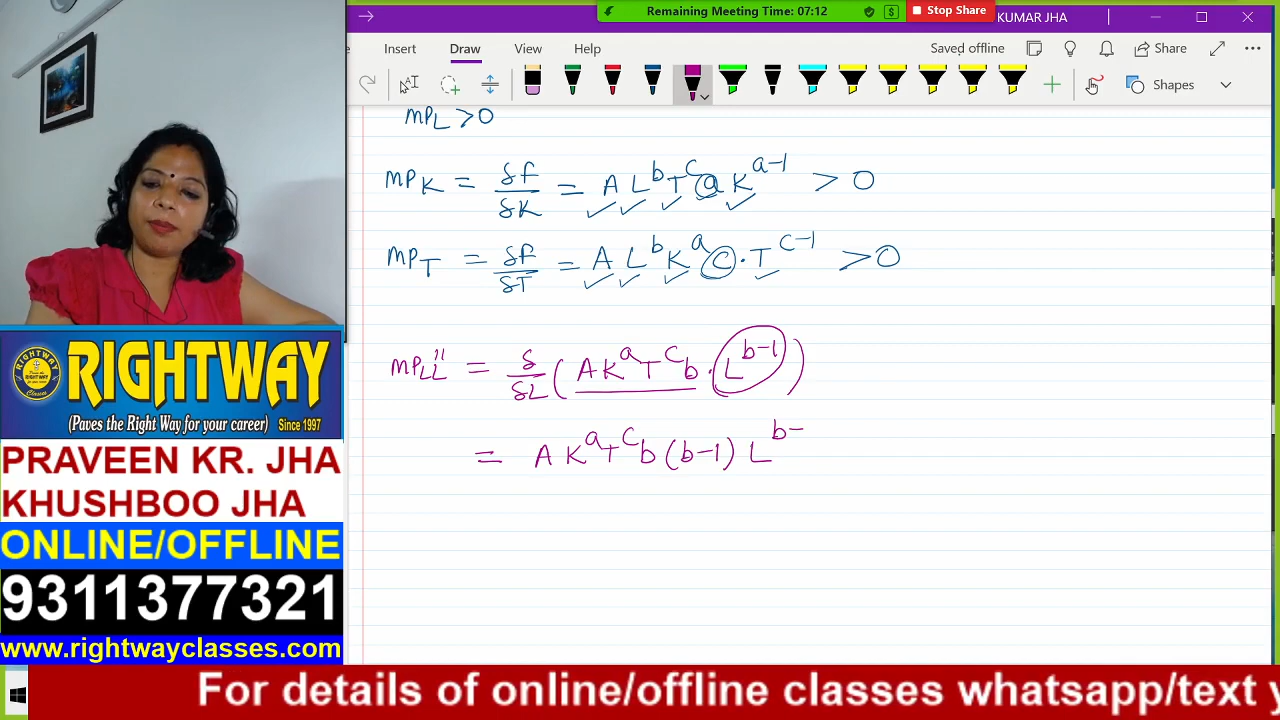 Remaining Meeting Time: 07:12
Stop Share
KUMAR JHA
Insert Draw View Help
Saved offline
Share
Shapes
MPL > 0
MPK = δf/δK = A L^b T^c a K^a-1 > 0
MPT = δf/δT = A L^b K^a c · T^c-1 > 0
MPLL'' = δ/δL (A K^a T^c b · L^b-1)
= A K^a T^c b (b-1) L^b-
RIGHTWAY
(Paves the Right Way for your career) Since 1997
PRAVEEN KR. JHA
KHUSHBOO JHA
ONLINE/OFFLINE
9311377321
www.rightwayclasses.com
For details of online/offline classes whatsapp/text y